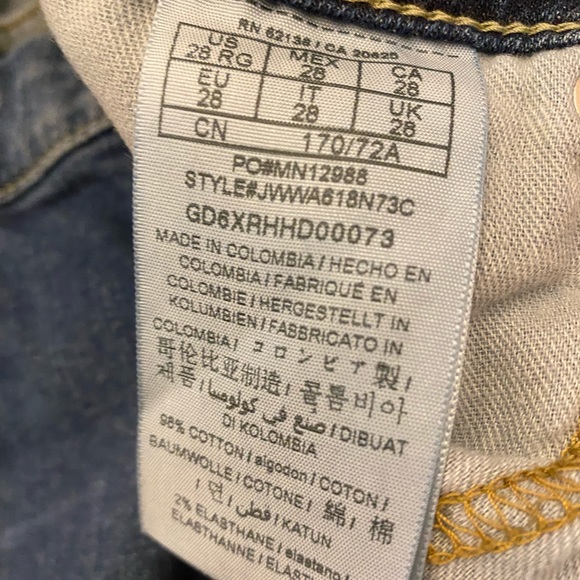 RN 62136 / CA 20625
US MEX CA
28 RG 28 28
EU IT UK
28 28 28
CN 170/72A
PO#MN12988
STYLE#JWWA618N73C
GD6XRHHD00073
MADE IN COLOMBIA / HECHO EN
COLOMBIA / FABRIQUÉ EN
COLOMBIE / HERGESTELLT IN
KOLUMBIEN / FABBRICATO IN
COLOMBIA / コロンビア 製 /
哥伦比亚制造 / 콜롬비아
제품 / صنع في كولومبيا / DIBUAT
DI KOLOMBIA
98% COTTON / algodon / COTON /
BAUMWOLLE / COTONE / 綿 / 棉
/ 면 / قطن / KATUN
2% ELASTHANE / elastano /
ELASTHANNE / ELASTAN